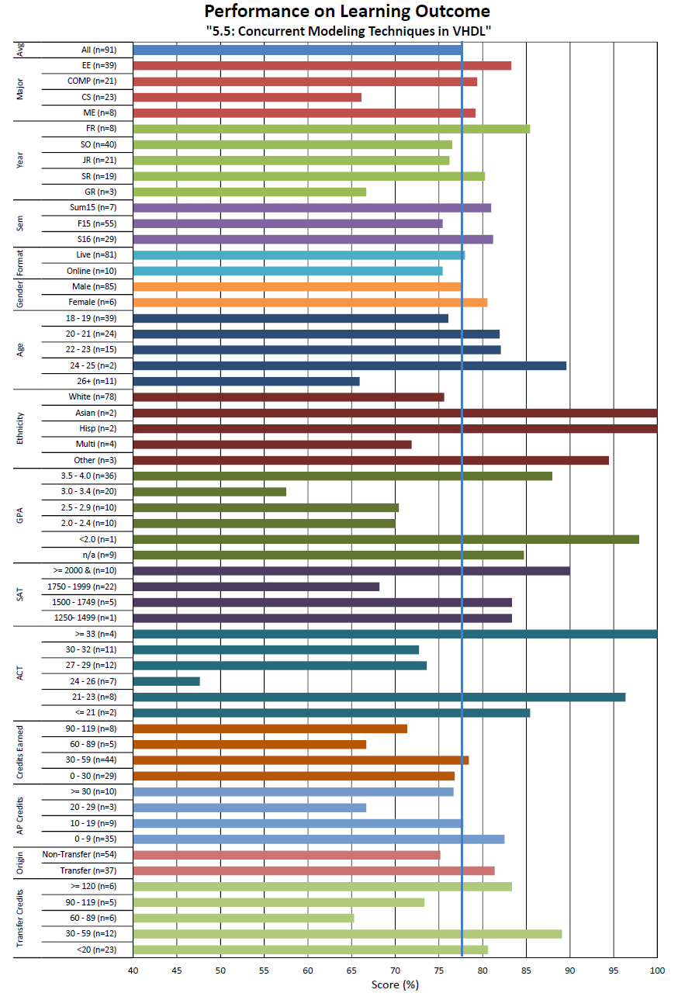 Performance on Learning Outcome
"5.5: Concurrent Modeling Techniques in VHDL"
Avg
All (n=91)
Major
EE (n=39)
COMP (n=21)
CS (n=23)
ME (n=8)
Year
FR (n=8)
SO (n=40)
JR (n=21)
SR (n=19)
GR (n=3)
Sem
Sum15 (n=7)
F15 (n=55)
S16 (n=29)
Format
Live (n=81)
Online (n=10)
Gender
Male (n=85)
Female (n=6)
Age
18 - 19 (n=39)
20 - 21 (n=24)
22 - 23 (n=15)
24 - 25 (n=2)
26+ (n=11)
Ethnicity
White (n=78)
Asian (n=2)
Hisp (n=2)
Multi (n=4)
Other (n=3)
GPA
3.5 - 4.0 (n=36)
3.0 - 3.4 (n=20)
2.5 - 2.9 (n=10)
2.0 - 2.4 (n=10)
<2.0 (n=1)
n/a (n=9)
SAT
>= 2000 & (n=10)
1750 - 1999 (n=22)
1500 - 1749 (n=5)
1250- 1499 (n=1)
ACT
>= 33 (n=4)
30 - 32 (n=11)
27 - 29 (n=12)
24 - 26 (n=7)
21- 23 (n=8)
<= 21 (n=2)
Credits Earned
90 - 119 (n=8)
60 - 89 (n=5)
30 - 59 (n=44)
0 - 30 (n=29)
AP Credits
>= 30 (n=10)
20 - 29 (n=3)
10 - 19 (n=9)
0 - 9 (n=35)
Origin
Non-Transfer (n=54)
Transfer (n=37)
Transfer Credits
>= 120 (n=6)
90 - 119 (n=5)
60 - 89 (n=6)
30 - 59 (n=12)
<20 (n=23)
40 45 50 55 60 65 70 75 80 85 90 95 100
Score (%)